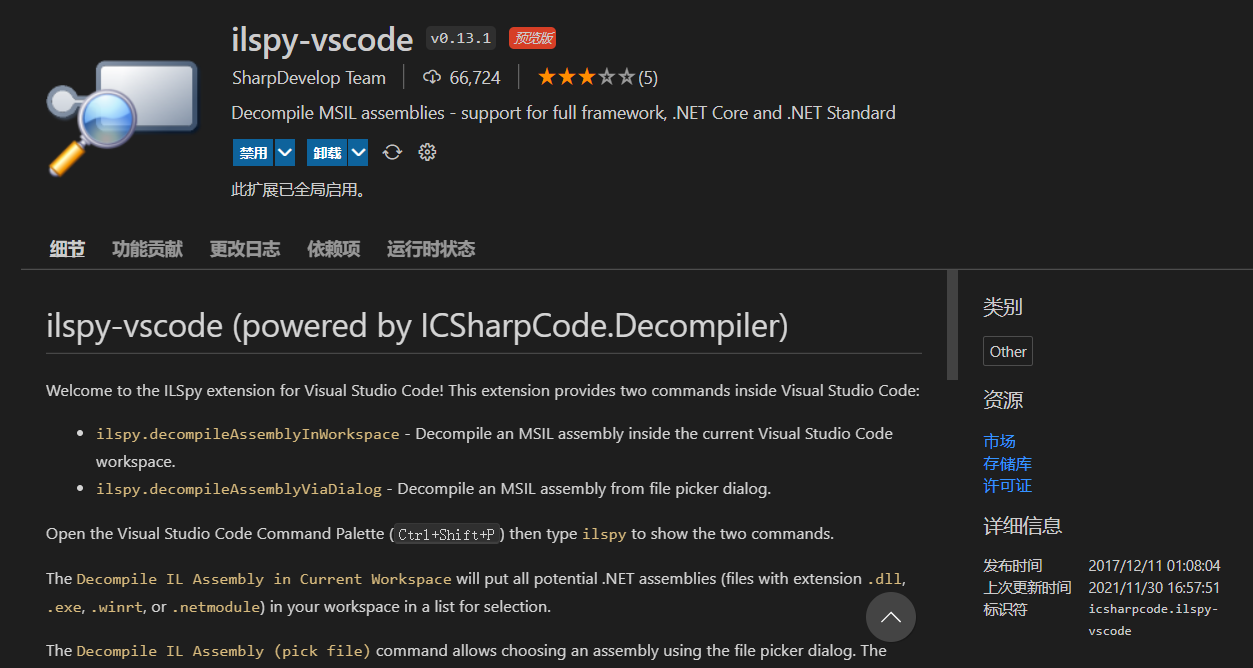 ilspy-vscode v0.13.1 预览版
SharpDevelop Team 66,724 (5)
Decompile MSIL assemblies - support for full framework, .NET Core and .NET Standard
禁用 卸载
此扩展已全局启用。
细节 功能贡献 更改日志 依赖项 运行时状态
ilspy-vscode (powered by ICSharpCode.Decompiler)
Welcome to the ILSpy extension for Visual Studio Code! This extension provides two commands inside Visual Studio Code:
• ilspy.decompileAssemblyInWorkspace - Decompile an MSIL assembly inside the current Visual Studio Code
workspace.
• ilspy.decompileAssemblyViaDialog - Decompile an MSIL assembly from file picker dialog.
Open the Visual Studio Code Command Palette (Ctrl+Shift+P) then type ilspy to show the two commands.
The Decompile IL Assembly in Current Workspace will put all potential .NET assemblies (files with extension .dll,
.exe, .winrt, or .netmodule) in your workspace in a list for selection.
The Decompile IL Assembly (pick file) command allows choosing an assembly using the file picker dialog. The
类别
Other
资源
市场
存储库
许可证
详细信息
发布时间 2017/12/11 01:08:04
上次更新时间 2021/11/30 16:57:51
标识符 icsharpcode.ilspy-
vscode